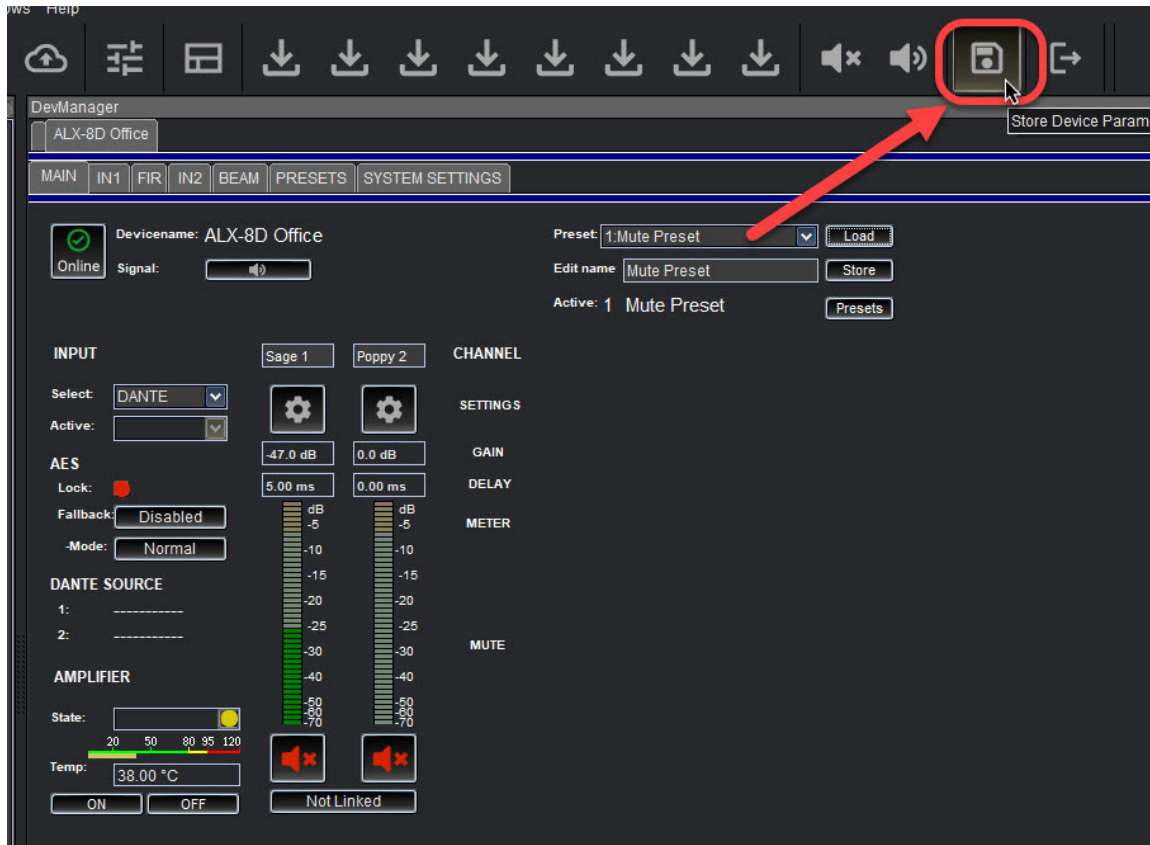 ows Help
DevManager
Store Device Param
ALX-8D Office
MAIN IN1 FIR IN2 BEAM PRESETS SYSTEM SETTINGS
Online
Devicename: ALX-8D Office
Signal:
Preset: 1:Mute Preset Load
Edit name Mute Preset Store
Active: 1 Mute Preset Presets
INPUT Sage 1 Poppy 2 CHANNEL
Select: DANTE
SETTINGS
Active:
-47.0 dB 0.0 dB GAIN
AES
Lock: 5.00 ms 0.00 ms DELAY
dB dB
Fallback: Disabled -5 -5 METER
-Mode: Normal -10 -10
-15 -15
DANTE SOURCE
1: ----------- -20 -20
-25 -25
2: -----------
-30 -30 MUTE
AMPLIFIER -40 -40
-50 -50
-60 -60
-70 -70
State:
20 50 80 95 120
Temp: 38.00 °C
ON OFF Not Linked